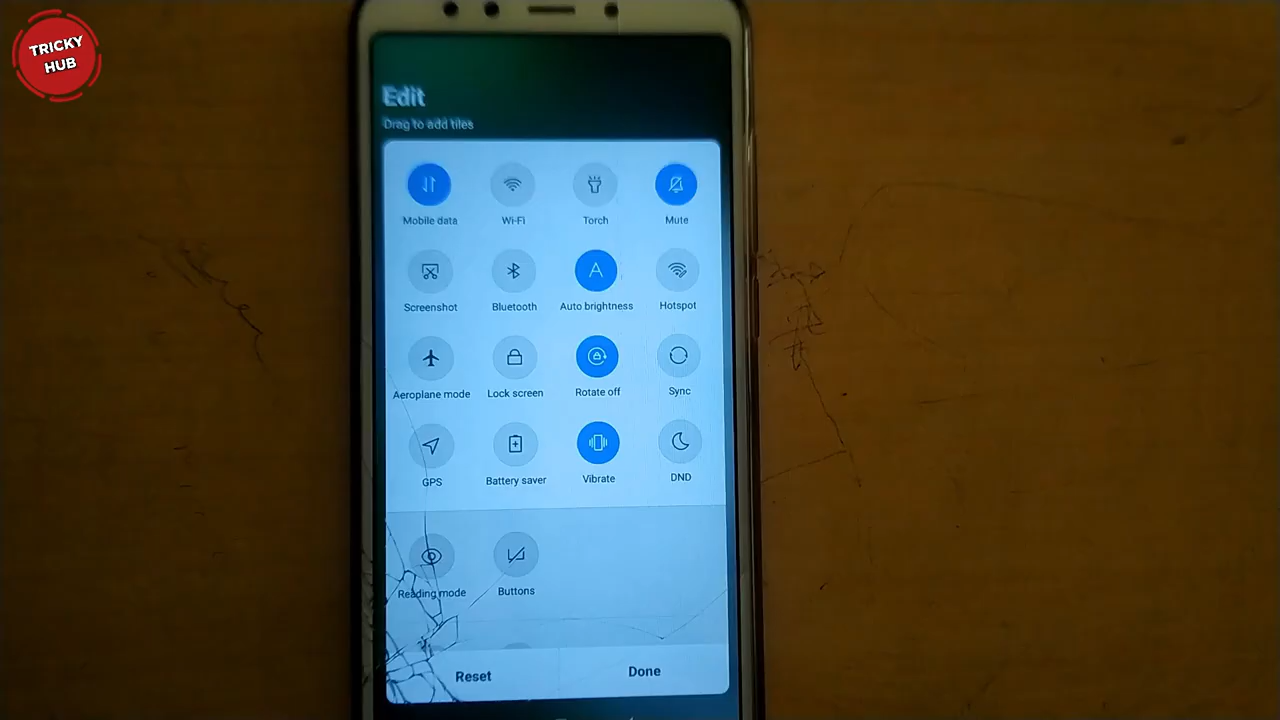 TRICKY
HUB
Edit
Drag to add tiles
Mobile data
Wi-Fi
Torch
Mute
Screenshot
Bluetooth
Auto brightness
Hotspot
Aeroplane mode
Lock screen
Rotate off
Sync
GPS
Battery saver
Vibrate
DND
Reading mode
Buttons
Reset
Done